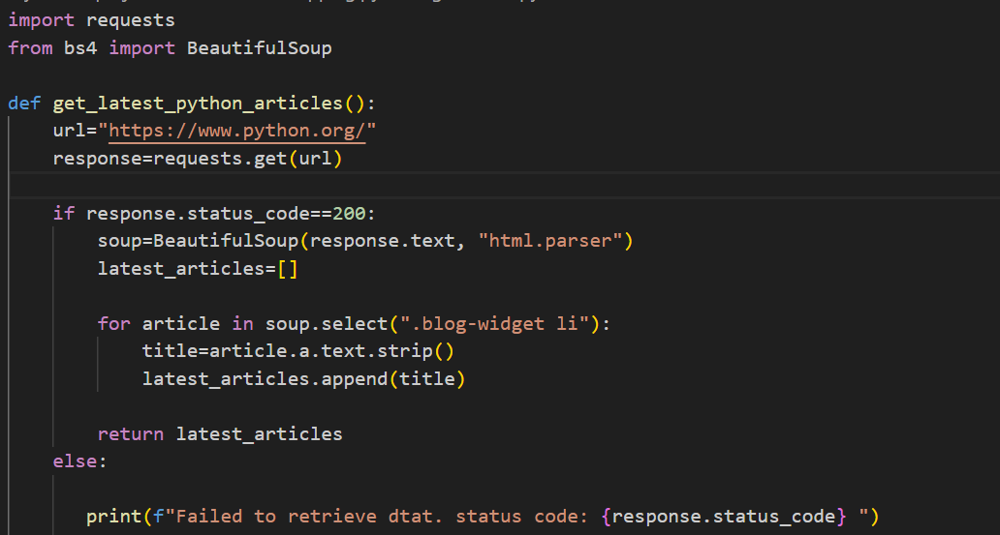 import requests
from bs4 import BeautifulSoup
def get_latest_python_articles():
    url="https://www.python.org/"
    response=requests.get(url)
    if response.status_code==200:
        soup=BeautifulSoup(response.text, "html.parser")
        latest_articles=[]
        for article in soup.select(".blog-widget li"):
            title=article.a.text.strip()
            latest_articles.append(title)
        return latest_articles
    else:
       print(f"Failed to retrieve dtat. status code: {response.status_code} ")